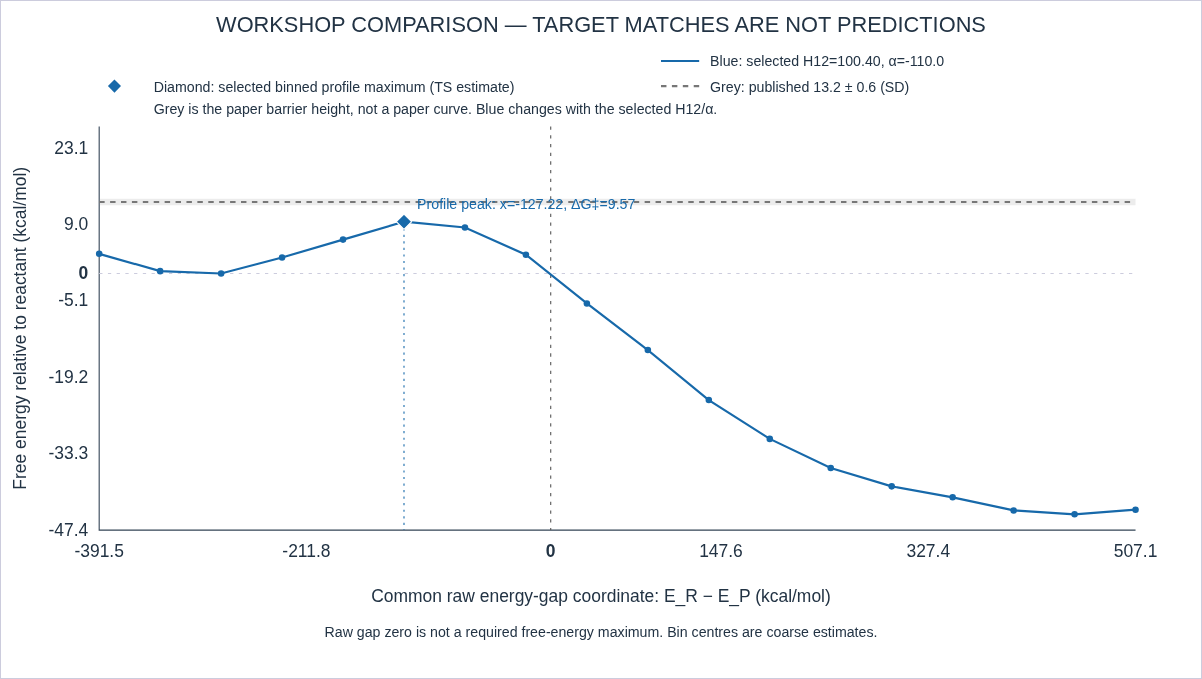 WORKSHOP COMPARISON — TARGET MATCHES ARE NOT PREDICTIONS
Blue: selected H12=100.40, α=-110.0
Diamond: selected binned profile maximum (TS estimate)
Grey: published 13.2 ± 0.6 (SD)
Grey is the paper barrier height, not a paper curve. Blue changes with the selected H12/α.
Free energy relative to reactant (kcal/mol)
23.1
9.0
0
-5.1
-19.2
-33.3
-47.4
Profile peak: x=-127.22, ΔG‡=9.57
-391.5
-211.8
0
147.6
327.4
507.1
Common raw energy-gap coordinate: E_R − E_P (kcal/mol)
Raw gap zero is not a required free-energy maximum. Bin centres are coarse estimates.